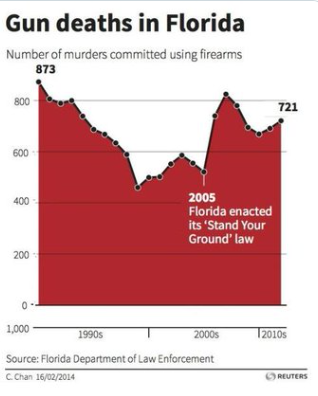 Gun deaths in Florida
Number of murders committed using firearms
873
721
800
600
400
200
0
1,000
2005
Florida enacted
its 'Stand Your
Ground' law
1990s
2000s
2010s
Source: Florida Department of Law Enforcement
C. Chan 16/02/2014
REUTERS